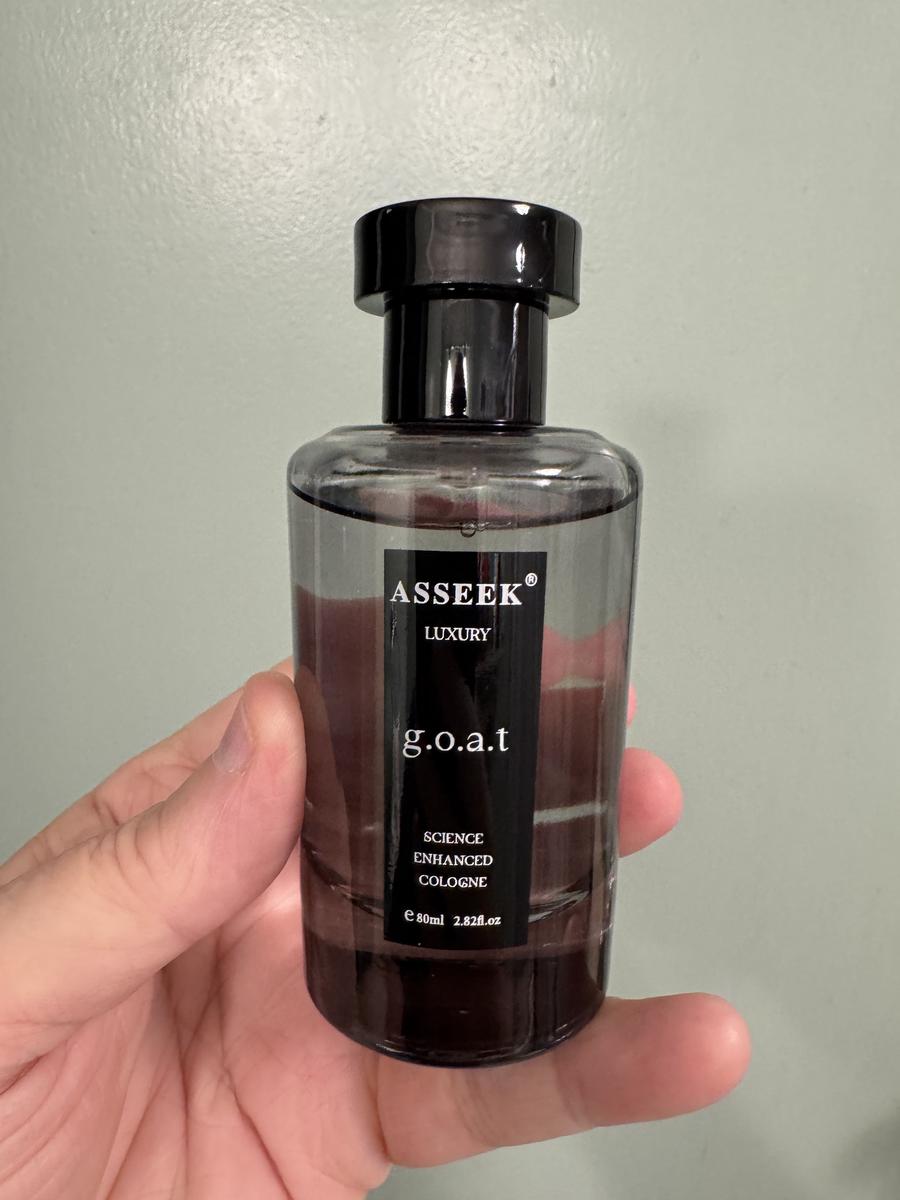 ASSEEK®
LUXURY
g.o.a.t
SCIENCE
ENHANCED
COLOGNE
e 80ml 2.82fl.oz